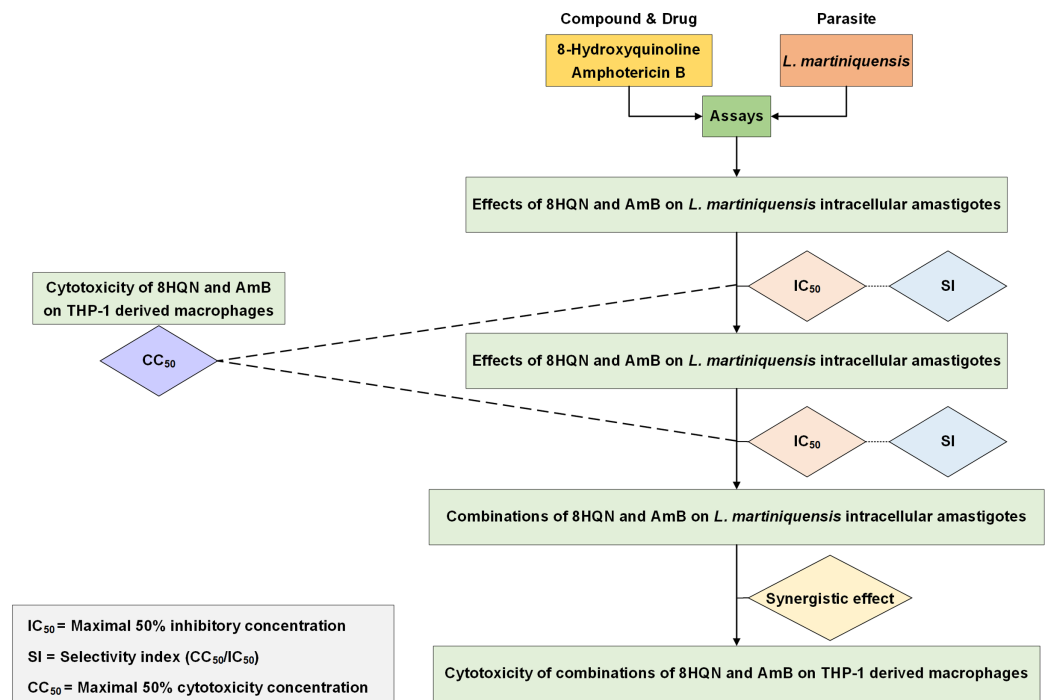 Compound & Drug
Parasite
8-Hydroxyquinoline
Amphotericin B
L. martiniquensis
Assays
Effects of 8HQN and AmB on L. martiniquensis intracellular amastigotes
IC50
SI
Cytotoxicity of 8HQN and AmB
on THP-1 derived macrophages
CC50
Effects of 8HQN and AmB on L. martiniquensis intracellular amastigotes
IC50
SI
Combinations of 8HQN and AmB on L. martiniquensis intracellular amastigotes
Synergistic effect
Cytotoxicity of combinations of 8HQN and AmB on THP-1 derived macrophages
IC50 = Maximal 50% inhibitory concentration
SI = Selectivity index (CC50/IC50)
CC50 = Maximal 50% cytotoxicity concentration